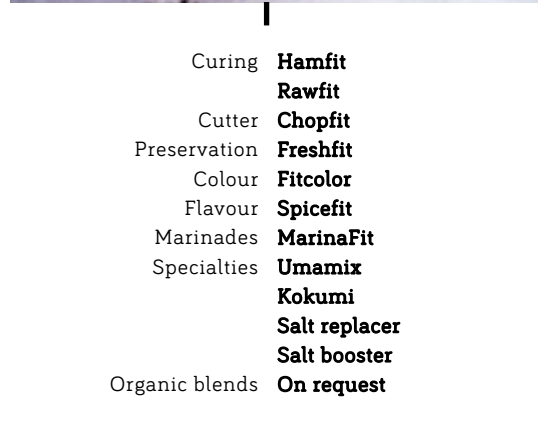 Curing Hamfit
Rawfit
Cutter Chopfit
Preservation Freshfit
Colour Fitcolor
Flavour Spicefit
Marinades MarinaFit
Specialties Umamix
Kokumi
Salt replacer
Salt booster
Organic blends On request